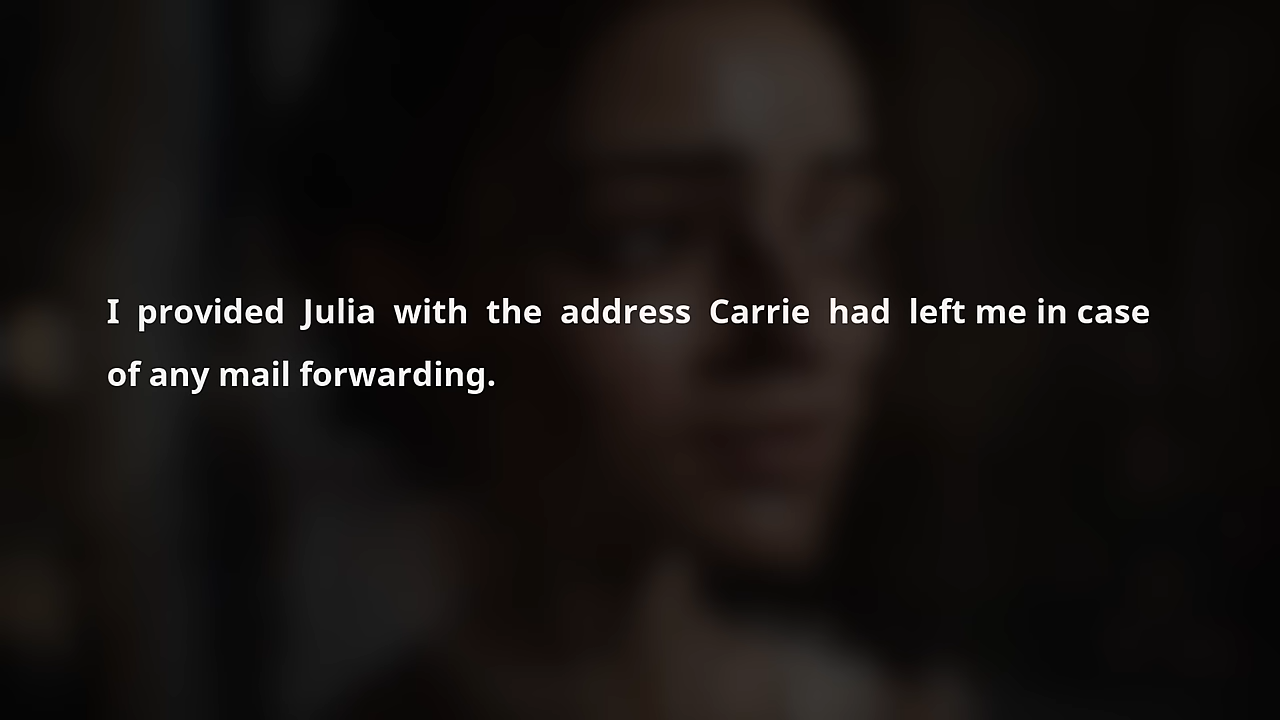 I provided Julia with the address Carrie had left me in case
of any mail forwarding.